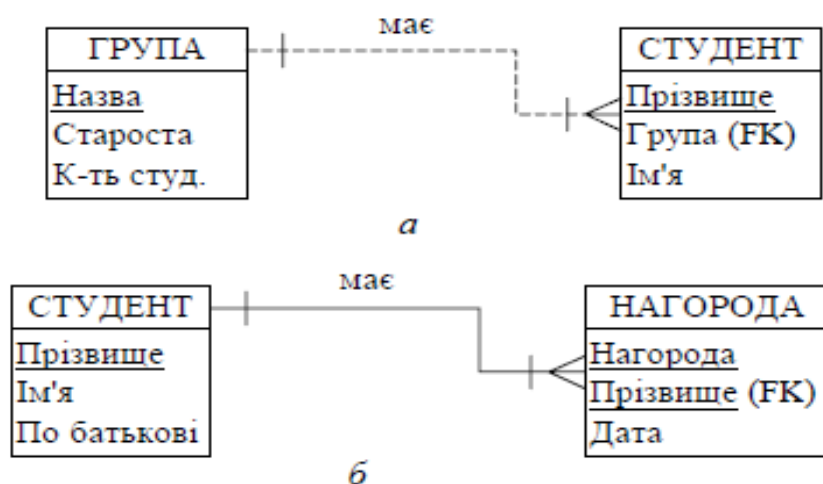 має
ГРУПА
Назва
Староста
К-ть студ.
СТУДЕНТ
Прізвище
Група (FK)
Ім'я
а
має
СТУДЕНТ
Прізвище
Ім'я
По батькові
НАГОРОДА
Нагорода
Прізвище (FK)
Дата
б